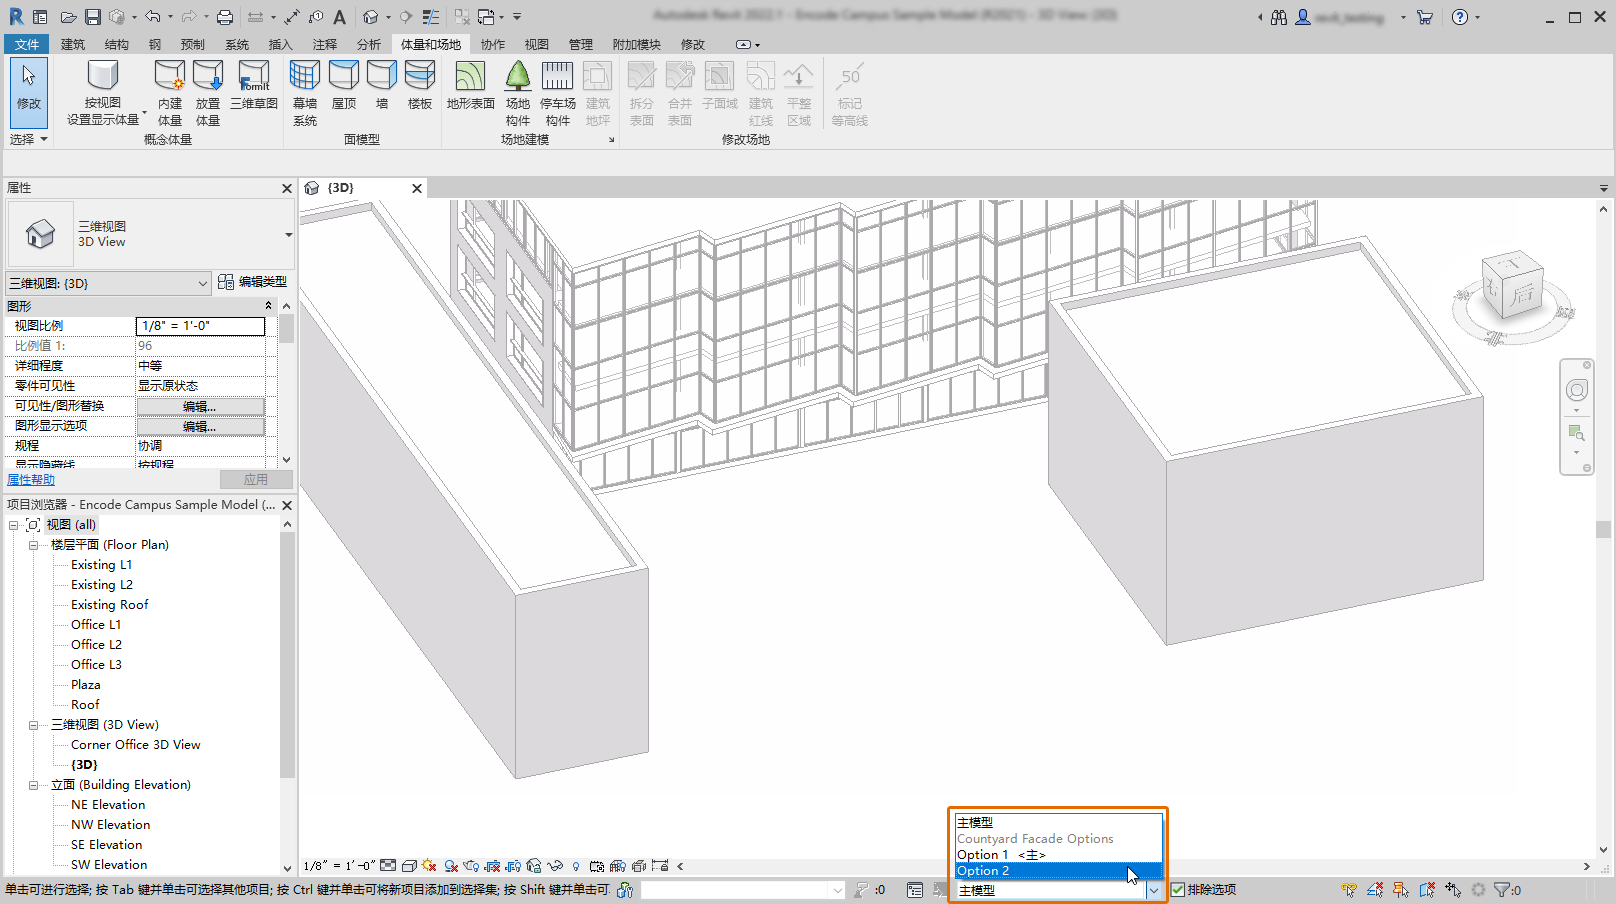 Autodesk Revit 2022.1 - Encode Campus Sample Model (R2021) - 3D View {3D}
revit_testing
文件
建筑
结构
钢
预制
系统
插入
注释
分析
体量和场地
协作
视图
管理
附加模块
修改
修改
按视图
设置显示体量
内建
体量
放置
体量
FormIt
三维草图
幕墙
系统
屋顶
墙
楼板
地形表面
场地
构件
停车场
构件
建筑
地坪
拆分
表面
合并
表面
子面域
建筑
红线
平整
区域
50
标记
等高线
选择
概念体量
面模型
场地建模
修改场地
属性
{3D}
三维视图
3D View
三维视图: {3D}
编辑类型
图形
视图比例
1/8" = 1'-0"
比例值 1:
96
详细程度
中等
零件可见性
显示原状态
可见性/图形替换
编辑...
图形显示选项
编辑...
规程
协调
显示隐藏线
按规程
属性帮助
应用
项目浏览器 - Encode Campus Sample Model (...
视图 (all)
楼层平面 (Floor Plan)
Existing L1
Existing L2
Existing Roof
Office L1
Office L2
Office L3
Plaza
Roof
三维视图 (3D View)
Corner Office 3D View
{3D}
立面 (Building Elevation)
NE Elevation
NW Elevation
SE Elevation
SW Elevation
后
主模型
Countyard Facade Options
Option 1 <主>
Option 2
1/8" = 1'-0"
单击可进行选择; 按 Tab 键并单击可选择其他项目; 按 Ctrl 键并单击可将新项目添加到选择集; 按 Shift 键并单击可
:0
主模型
排除选项
:0